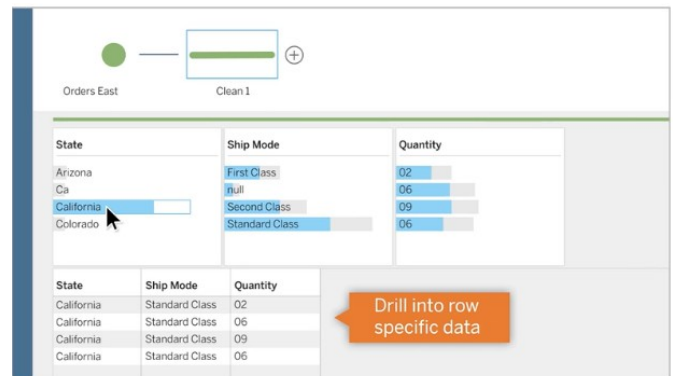 Orders East
Clean 1
State Ship Mode Quantity
Arizona First Class 02
Ca null 06
California Second Class 09
Colorado Standard Class 06
State Ship Mode Quantity
California Standard Class 02
California Standard Class 06
California Standard Class 09
California Standard Class 06
Drill into row
specific data